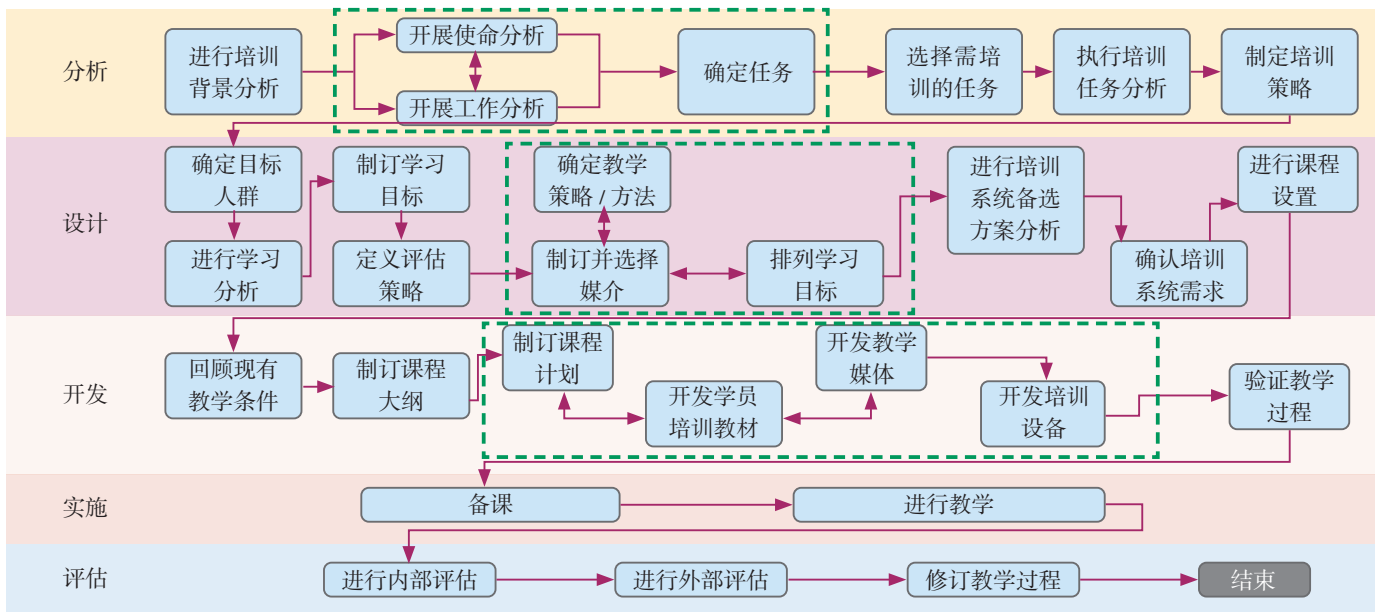 分析
进行培训
背景分析
开展使命分析
开展工作分析
确定任务
选择需培
训的任务
执行培训
任务分析
制定培训
策略
设计
确定目标
人群
进行学习
分析
制订学习
目标
定义评估
策略
确定教学
策略 / 方法
制订并选择
媒介
排列学习
目标
进行培训
系统备选
方案分析
确认培训
系统需求
进行课程
设置
开发
回顾现有
教学条件
制订课程
大纲
制订课程
计划
开发学员
培训教材
开发教学
媒体
开发培训
设备
验证教学
过程
实施
备课
进行教学
评估
进行内部评估
进行外部评估
修订教学过程
结束